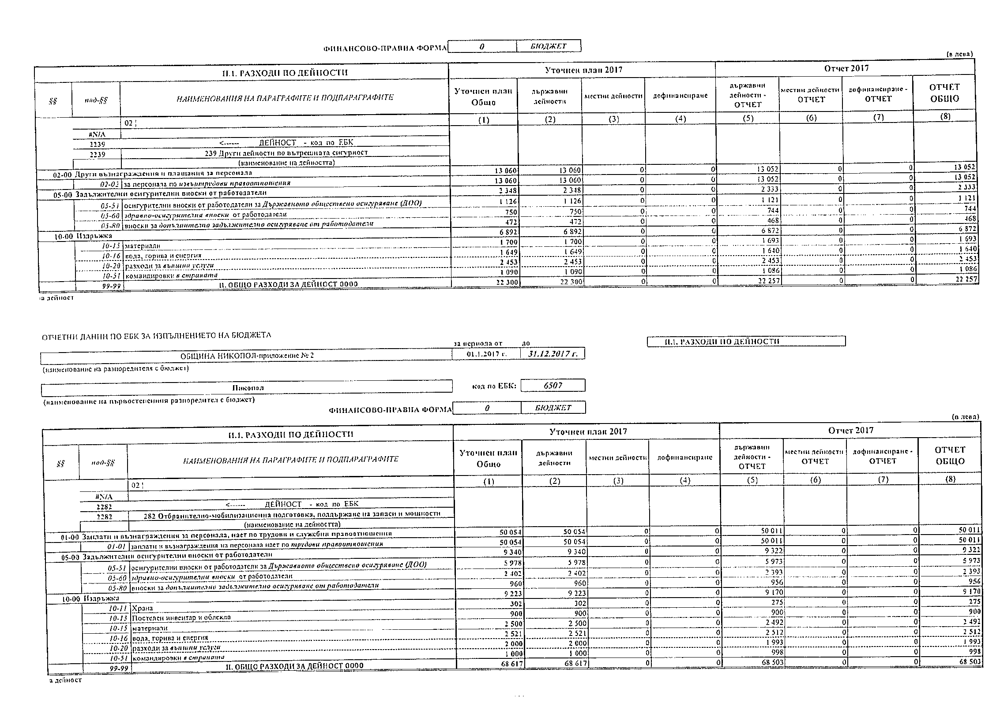 ФИНАНСОВО-ПРАВНА ФОРМА 0 БЮДЖЕТ
(в лева)
II.1. РАЗХОДИ ПО ДЕЙНОСТИ Уточнен план 2017 Отчет 2017
§§ под-§§ НАИМЕНОВАНИЯ НА ПАРАГРАФИТЕ И ПОДПАРАГРАФИТЕ Уточнен план Общо държавни дейности местни дейности дофинансиране държавни дейности - ОТЧЕТ местни дейности ОТЧЕТ дофинансиране - ОТЧЕТ ОТЧЕТ ОБЩО
02 ¦ (1) (2) (3) (4) (5) (6) (7) (8)
#N/A
2239 <------ ДЕЙНОСТ - код по ЕБК
2239 239 Други дейности по вътрешната сигурност
(наименование на дейността)
02-00 Други възнаграждения и плащания за персонала 13 060 13 060 0 0 13 052 0 0 13 052
02-02 за персонала по извънтрудови правоотношения 13 060 13 060 0 0 13 052 0 0 13 052
05-00 Задължителни осигурителни вноски от работодатели 2 348 2 348 0 0 2 333 0 0 2 333
05-51 осигурителни вноски от работодатели за Държавното обществено осигуряване (ДОО) 1 126 1 126 0 0 1 121 0 0 1 121
05-60 здравно-осигурителни вноски от работодатели 750 750 0 0 744 0 0 744
05-80 вноски за допълнително задължително осигуряване от работодатели 472 472 0 0 468 0 0 468
10-00 Издръжка 6 892 6 892 0 0 6 872 0 0 6 872
10-15 материали 1 700 1 700 0 0 1 693 0 0 1 693
10-16 вода, горива и енергия 1 649 1 649 0 0 1 640 0 0 1 640
10-20 разходи за външни услуги 2 453 2 453 0 0 2 453 0 0 2 453
10-51 командировки в страната 1 090 1 090 0 0 1 086 0 0 1 086
99-99 II. ОБЩО РАЗХОДИ ЗА ДЕЙНОСТ 0000 22 300 22 300 0 0 22 257 0 0 22 257
а дейност
ОТЧЕТНИ ДАННИ ПО ЕБК ЗА ИЗПЪЛНЕНИЕТО НА БЮДЖЕТА
за периода от до II.1. РАЗХОДИ ПО ДЕЙНОСТИ
ОБЩИНА НИКОПОЛ-приложение № 2 01.1.2017 г. 31.12.2017 г.
(наименование на разпоредителя с бюджет)
Никопол код по ЕБК: 6507
(наименование на първостепенния разпоредител с бюджет)
ФИНАНСОВО-ПРАВНА ФОРМА 0 БЮДЖЕТ
(в лева)
II.1. РАЗХОДИ ПО ДЕЙНОСТИ Уточнен план 2017 Отчет 2017
§§ под-§§ НАИМЕНОВАНИЯ НА ПАРАГРАФИТЕ И ПОДПАРАГРАФИТЕ Уточнен план Общо държавни дейности местни дейности дофинансиране държавни дейности - ОТЧЕТ местни дейности ОТЧЕТ дофинансиране - ОТЧЕТ ОТЧЕТ ОБЩО
02 ¦ (1) (2) (3) (4) (5) (6) (7) (8)
#N/A
2282 <------ ДЕЙНОСТ - код по ЕБК
2282 282 Отбранително-мобилизационна подготовка, поддържане на запаси и мощности
(наименование на дейността)
01-00 Заплати и възнаграждения за персонала, нает по трудови и служебни правоотношения 50 054 50 054 0 0 50 011 0 0 50 011
01-01 заплати и възнаграждения на персонала нает по трудови правоотношения 50 054 50 054 0 0 50 011 0 0 50 011
05-00 Задължителни осигурителни вноски от работодатели 9 340 9 340 0 0 9 322 0 0 9 322
05-51 осигурителни вноски от работодатели за Държавното обществено осигуряване (ДОО) 5 978 5 978 0 0 5 973 0 0 5 973
05-60 здравно-осигурителни вноски от работодатели 2 402 2 402 0 0 2 393 0 0 2 393
05-80 вноски за допълнително задължително осигуряване от работодатели 960 960 0 0 956 0 0 956
10-00 Издръжка 9 223 9 223 0 0 9 170 0 0 9 170
10-11 Храна 302 302 0 0 275 0 0 275
10-13 Постелен инвентар и облекло 900 900 0 0 900 0 0 900
10-15 материали 2 500 2 500 0 0 2 492 0 0 2 492
10-16 вода, горива и енергия 2 521 2 521 0 0 2 512 0 0 2 512
10-20 разходи за външни услуги 2 000 2 000 0 0 1 993 0 0 1 993
10-51 командировки в страната 1 000 1 000 0 0 998 0 0 998
99-99 II. ОБЩО РАЗХОДИ ЗА ДЕЙНОСТ 0000 68 617 68 617 0 0 68 503 0 0 68 503
а дейност